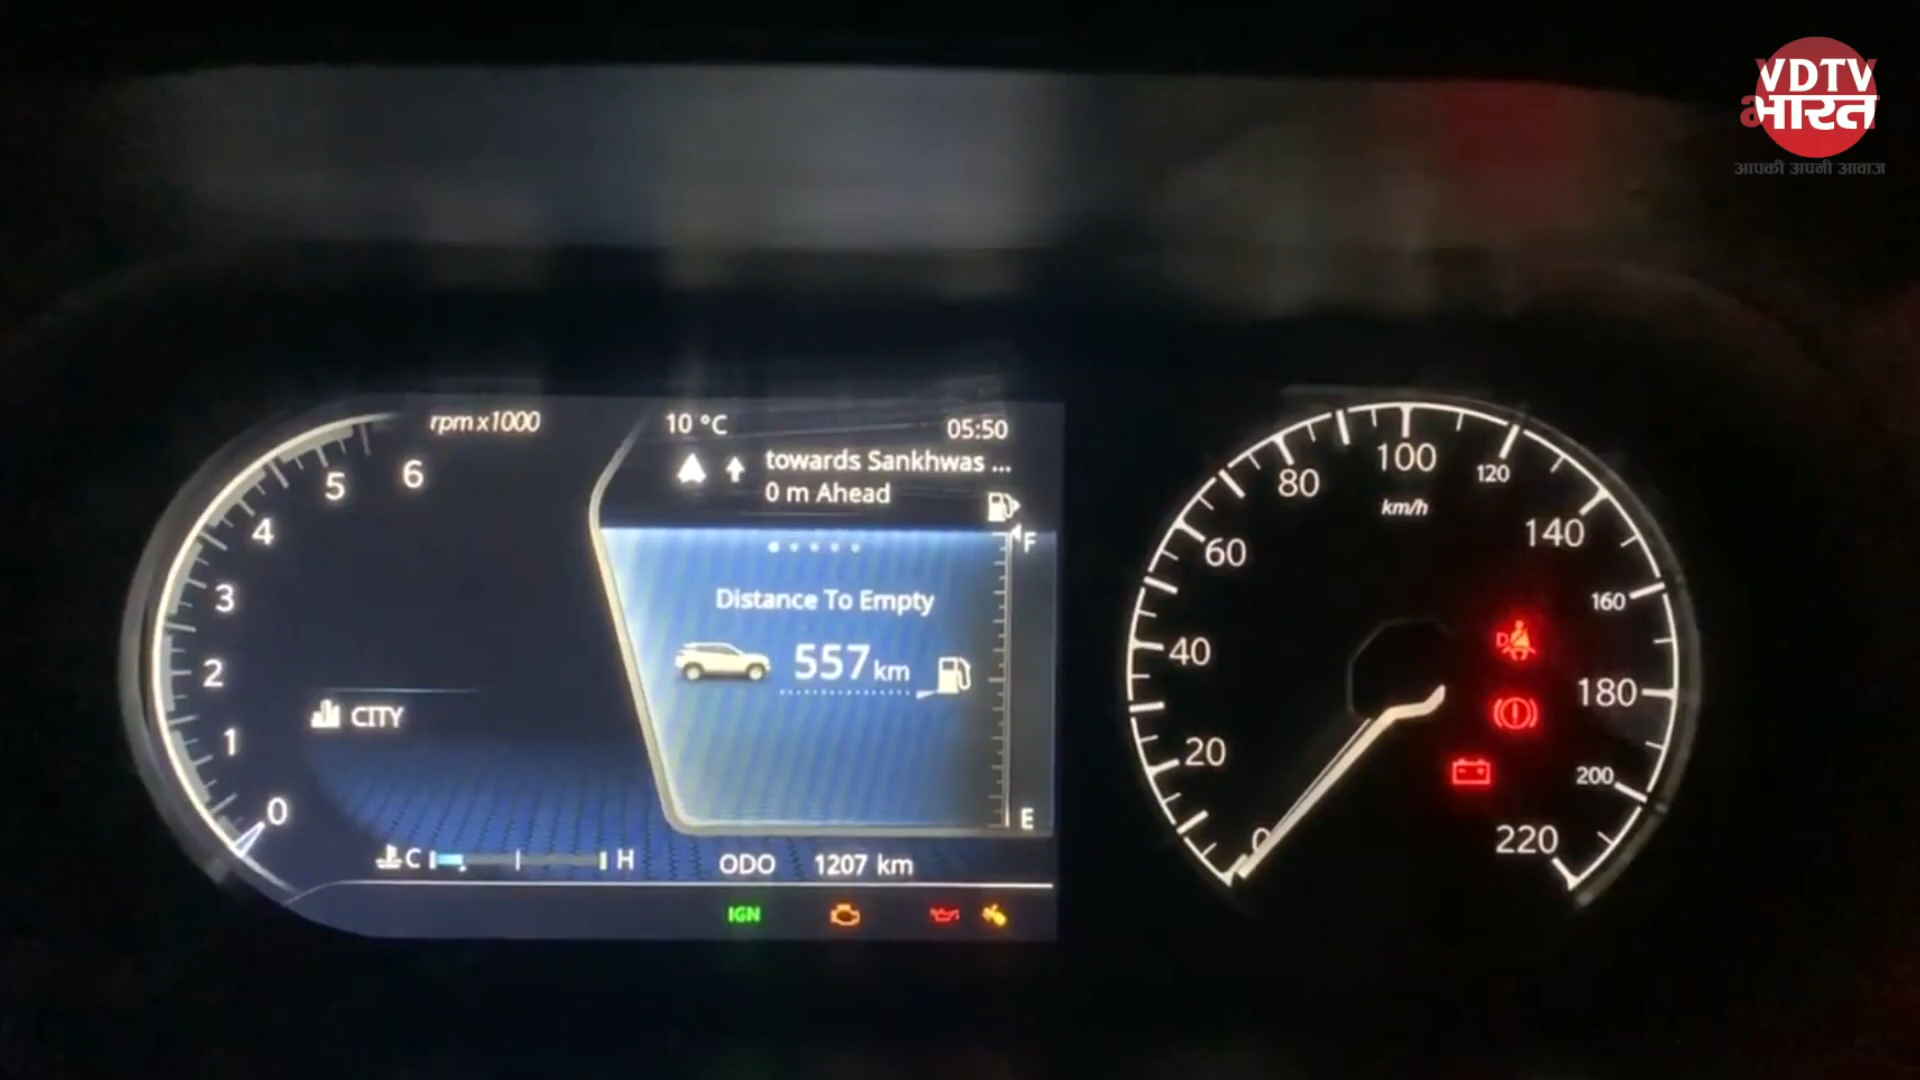 VDTV
भारत
आपकी अपनी आवाज
rpm x1000
10 °C
05:50
towards Sankhwas ...
0 m Ahead
F
Distance To Empty
557 km
E
CITY
0
1
2
3
4
5
6
C
H
ODO 1207 km
IGN
0
20
40
60
80
100
120
140
160
180
200
220
km/h